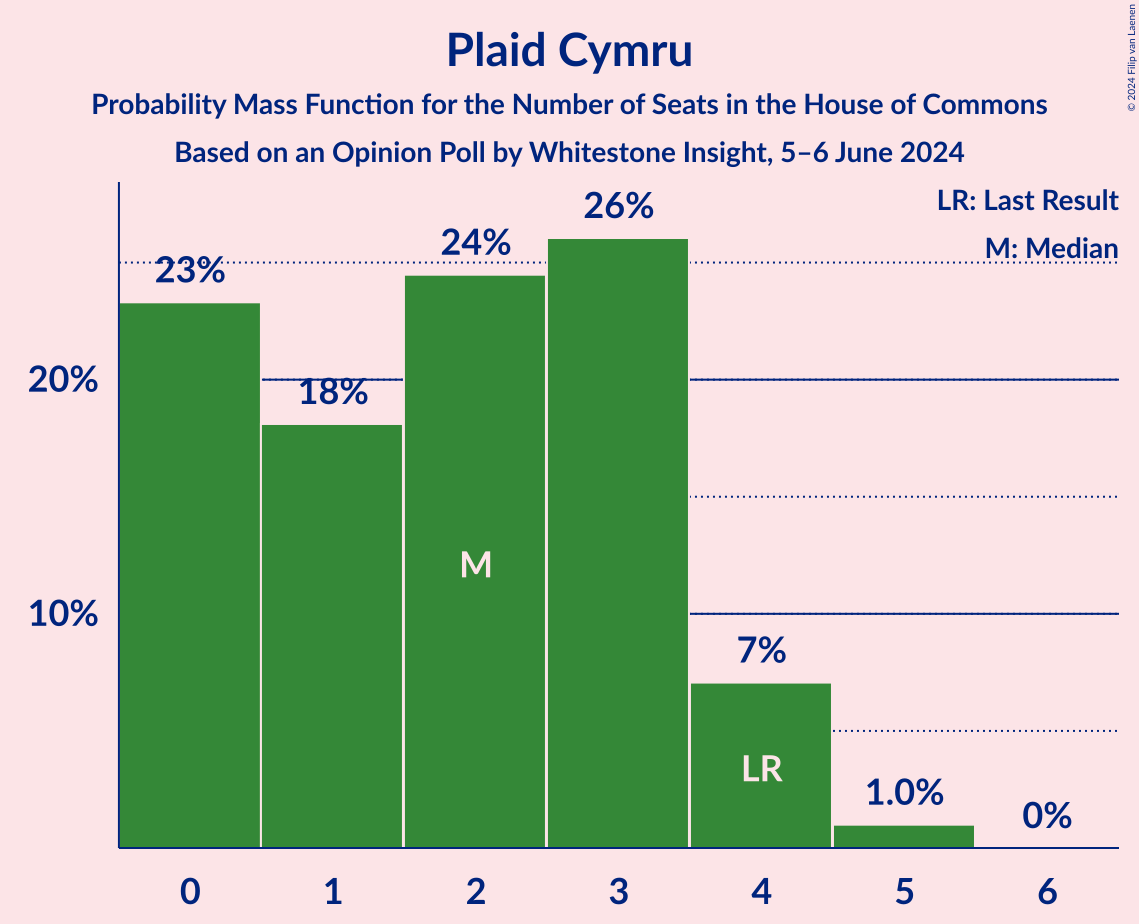 © 2024 Filip van Laenen
Plaid Cymru
Probability Mass Function for the Number of Seats in the House of Commons
Based on an Opinion Poll by Whitestone Insight, 5–6 June 2024
LR: Last Result
M: Median
26%
24%
23%
18%
20%
10%
7%
1.0%
0%
M
LR
0 1 2 3 4 5 6